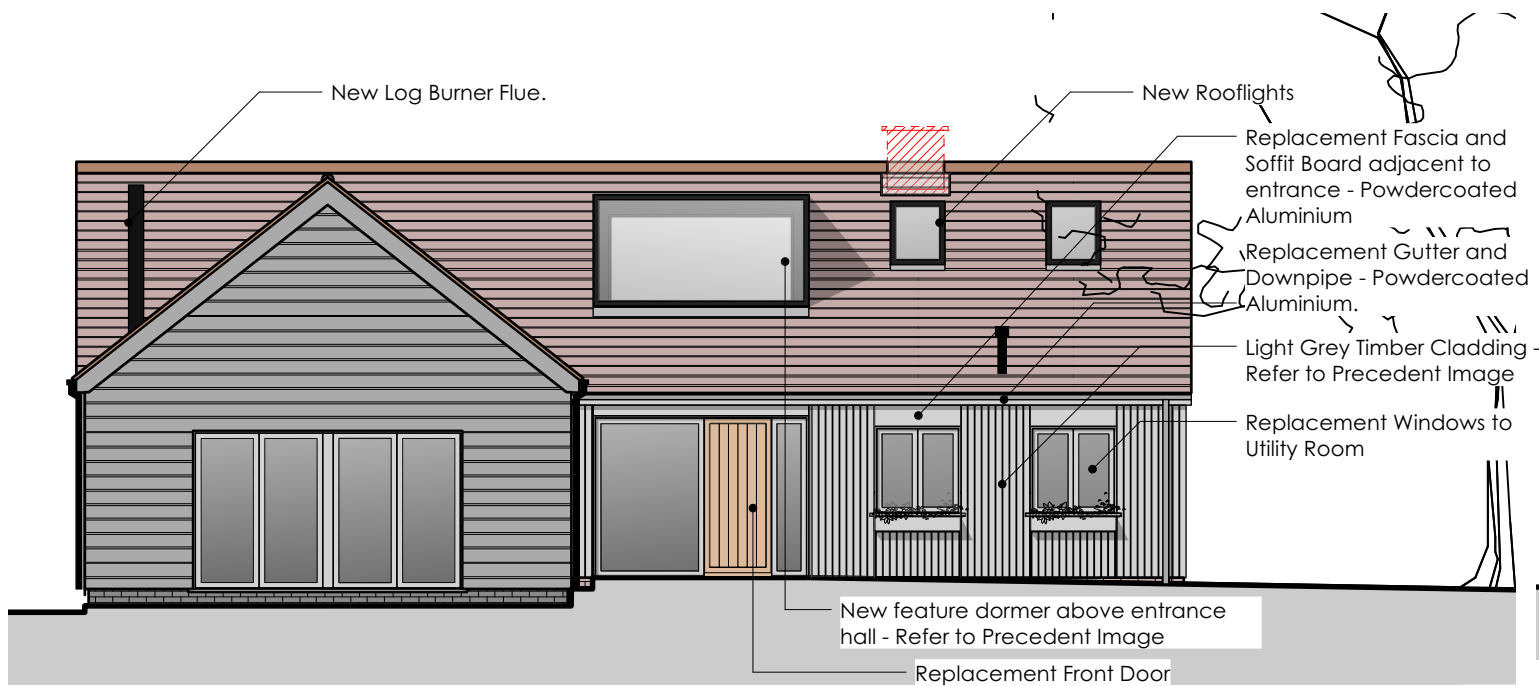 New Log Burner Flue.
New Rooflights
Replacement Fascia and
Soffit Board adjacent to
entrance - Powdercoated
Aluminium
Replacement Gutter and
Downpipe - Powdercoated
Aluminium.
Light Grey Timber Cladding -
Refer to Precedent Image
Replacement Windows to
Utility Room
New feature dormer above entrance
hall - Refer to Precedent Image
Replacement Front Door